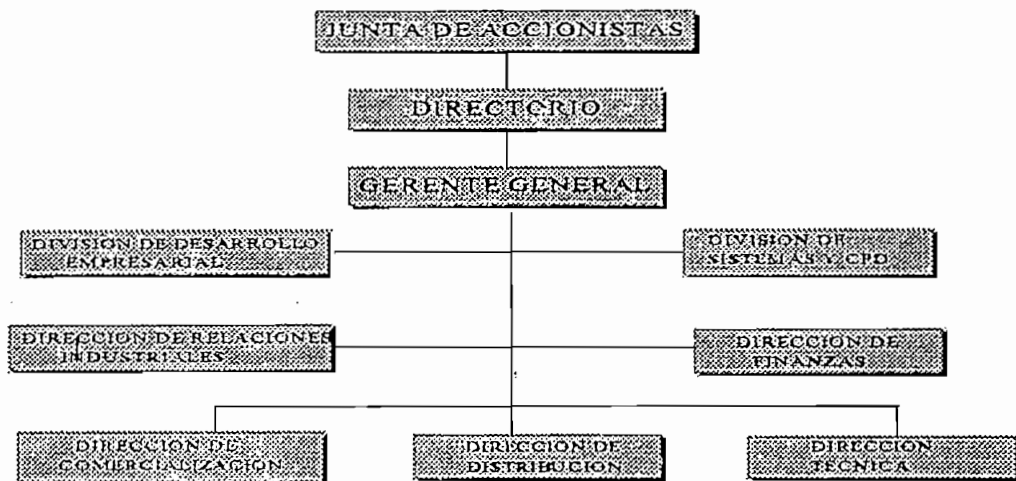 JUNTA DE ACCIONISTAS
DIRECTORIO
GERENTE GENERAL
DIVISION DE DESARROLLO
EMPRESARIAL
DIVISION DE
SISTEMAS Y CPD
DIRECCION DE RELACIONES
INDUSTRIALES
DIRECCION DE
FINANZAS
DIRECCION DE
COMERCIALIZACIÓN
DIRECCION DE
DISTRIBUCION
DIRECCION
TECNICA